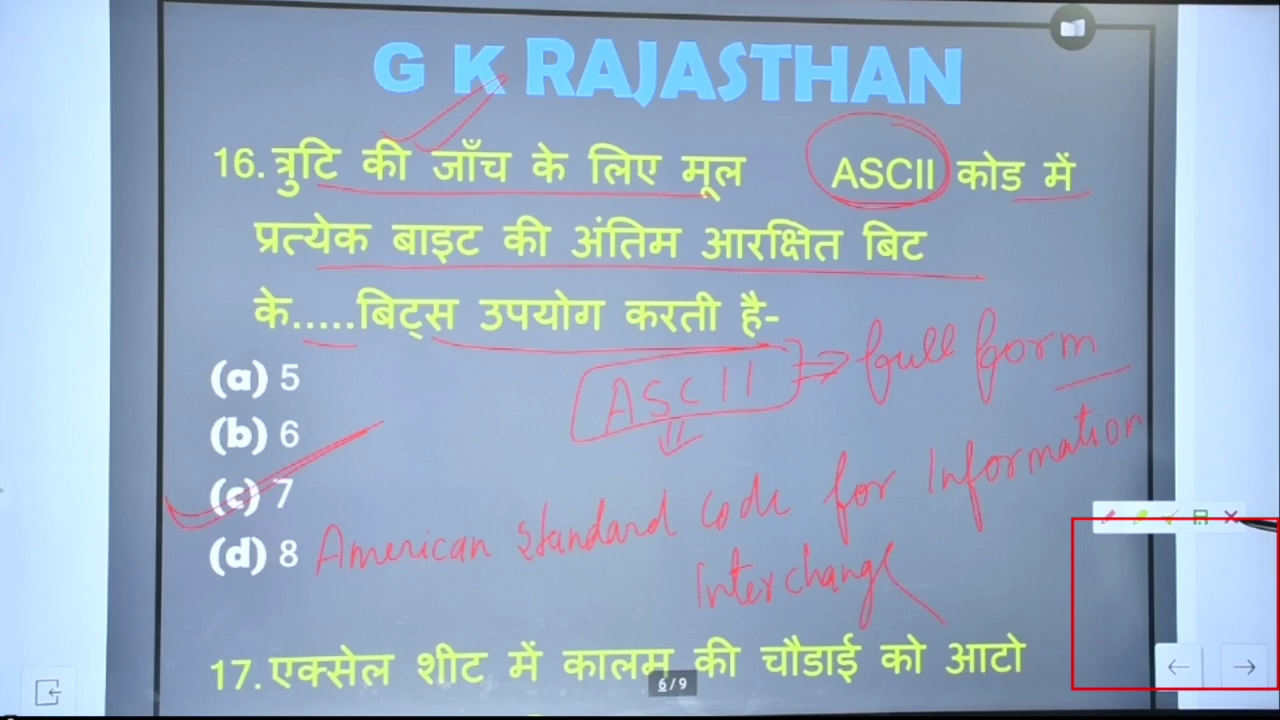 G K RAJASTHAN
16. त्रुटि की जाँच के लिए मूल ASCII कोड में
प्रत्येक बाइट की अंतिम आरक्षित बिट
के.....बिट्स उपयोग करती है-
(a) 5
ASCII => full form
(b) 6
(c) 7
American Standard Code for Information
Interchange
(d) 8
17. एक्सेल शीट में कालम की चौडाई को आटो
6/9